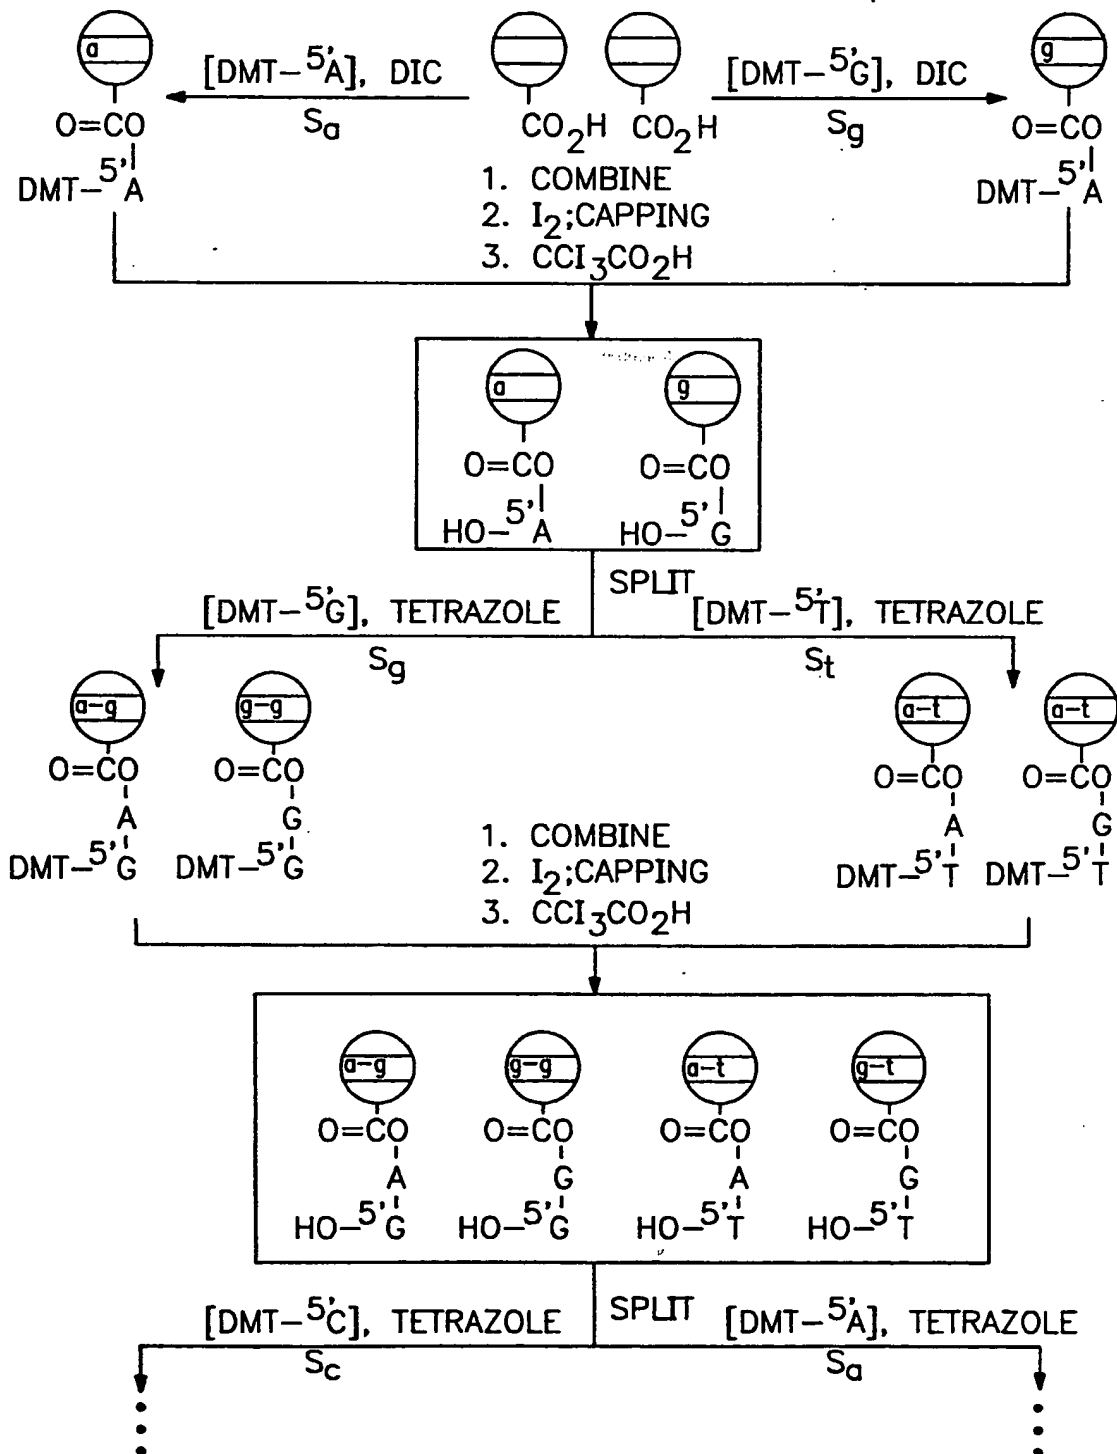 a
g
[DMT-5'A], DIC
Sa
[DMT-5'G], DIC
Sg
CO2H CO2H
O=CO
DMT-5'A
O=CO
DMT-5'A
1. COMBINE
2. I2;CAPPING
3. CCl3CO2H
a g
O=CO O=CO
HO-5'A HO-5'G
SPLIT
[DMT-5'G], TETRAZOLE
Sg
[DMT-5'T], TETRAZOLE
St
a-g g-g a-t a-t
O=CO O=CO O=CO O=CO
A G A G
DMT-5'G DMT-5'G DMT-5'T DMT-5'T
1. COMBINE
2. I2;CAPPING
3. CCl3CO2H
a-g g-g a-t g-t
O=CO O=CO O=CO O=CO
A G A G
HO-5'G HO-5'G HO-5'T HO-5'T
SPLIT
[DMT-5'C], TETRAZOLE
Sc
[DMT-5'A], TETRAZOLE
Sa